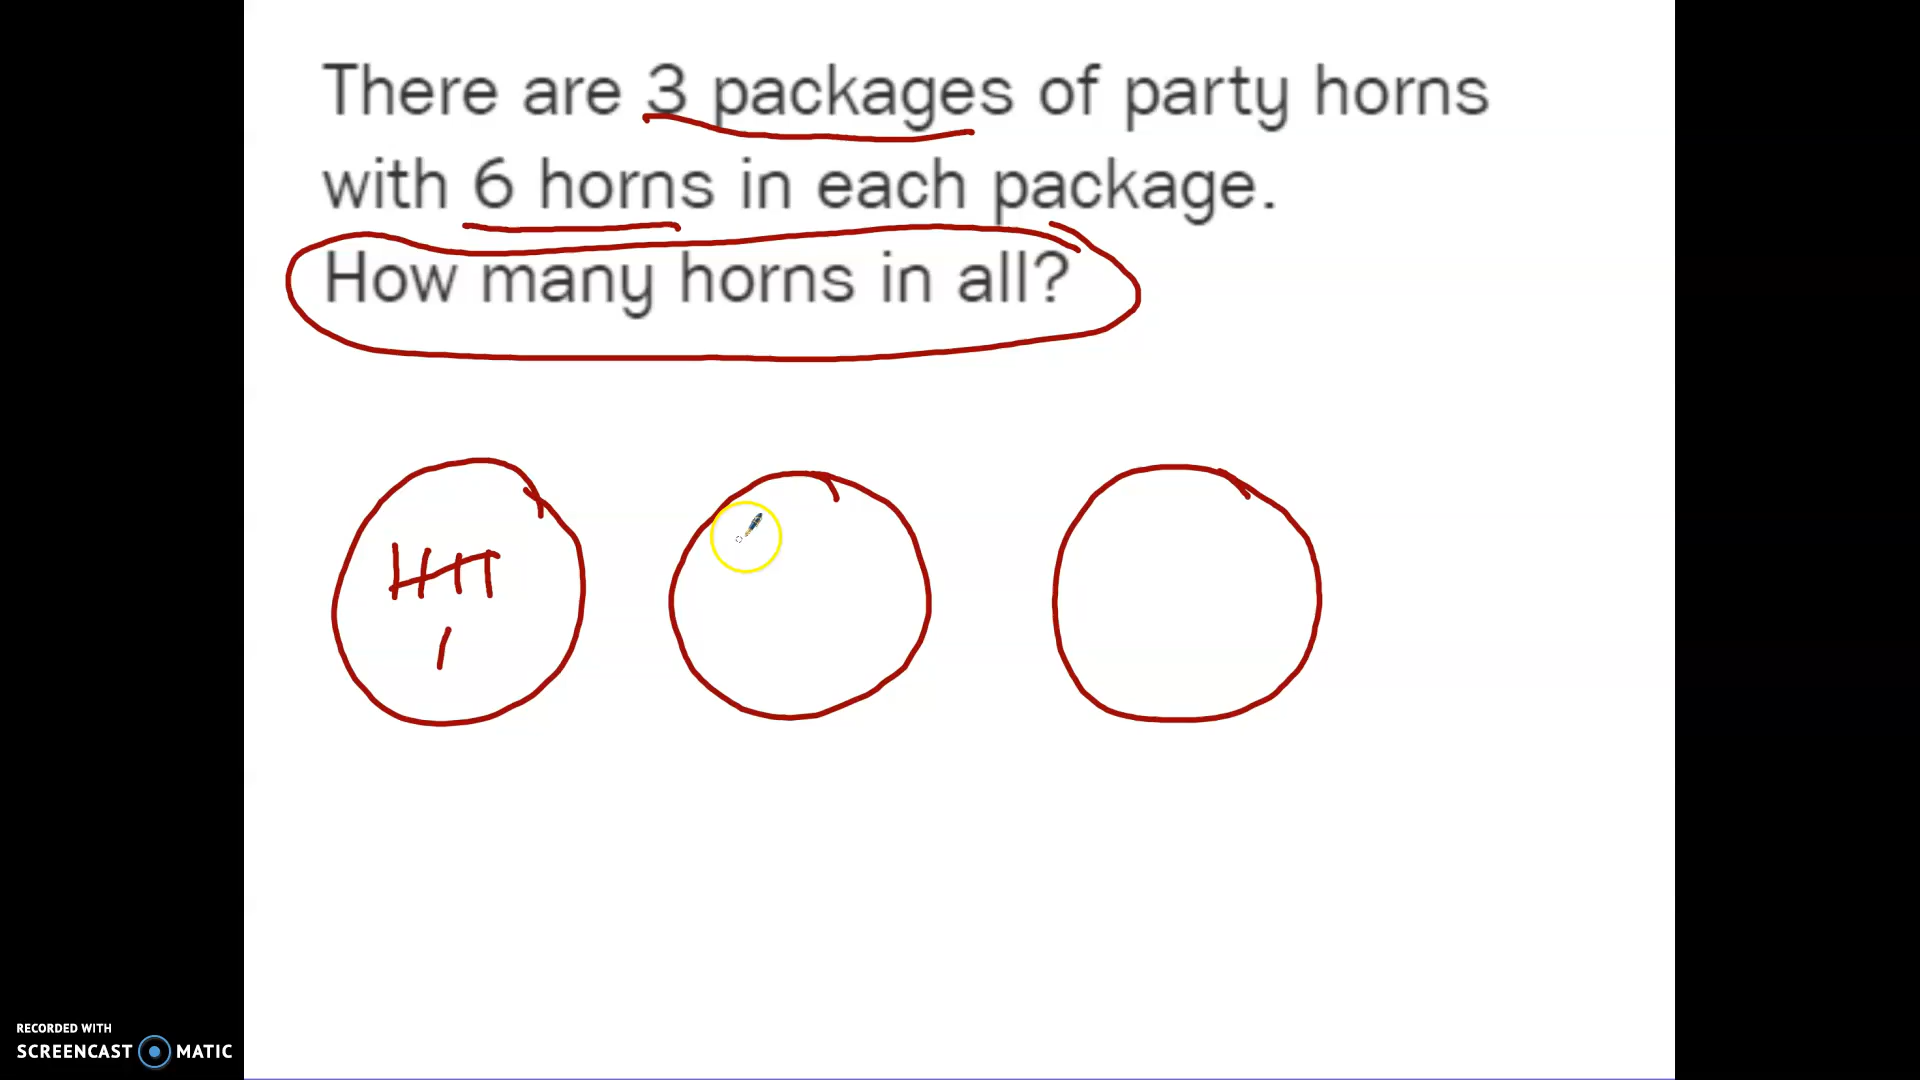 There are 3 packages of party horns
with 6 horns in each package.
How many horns in all?
RECORDED WITH
SCREENCAST MATIC